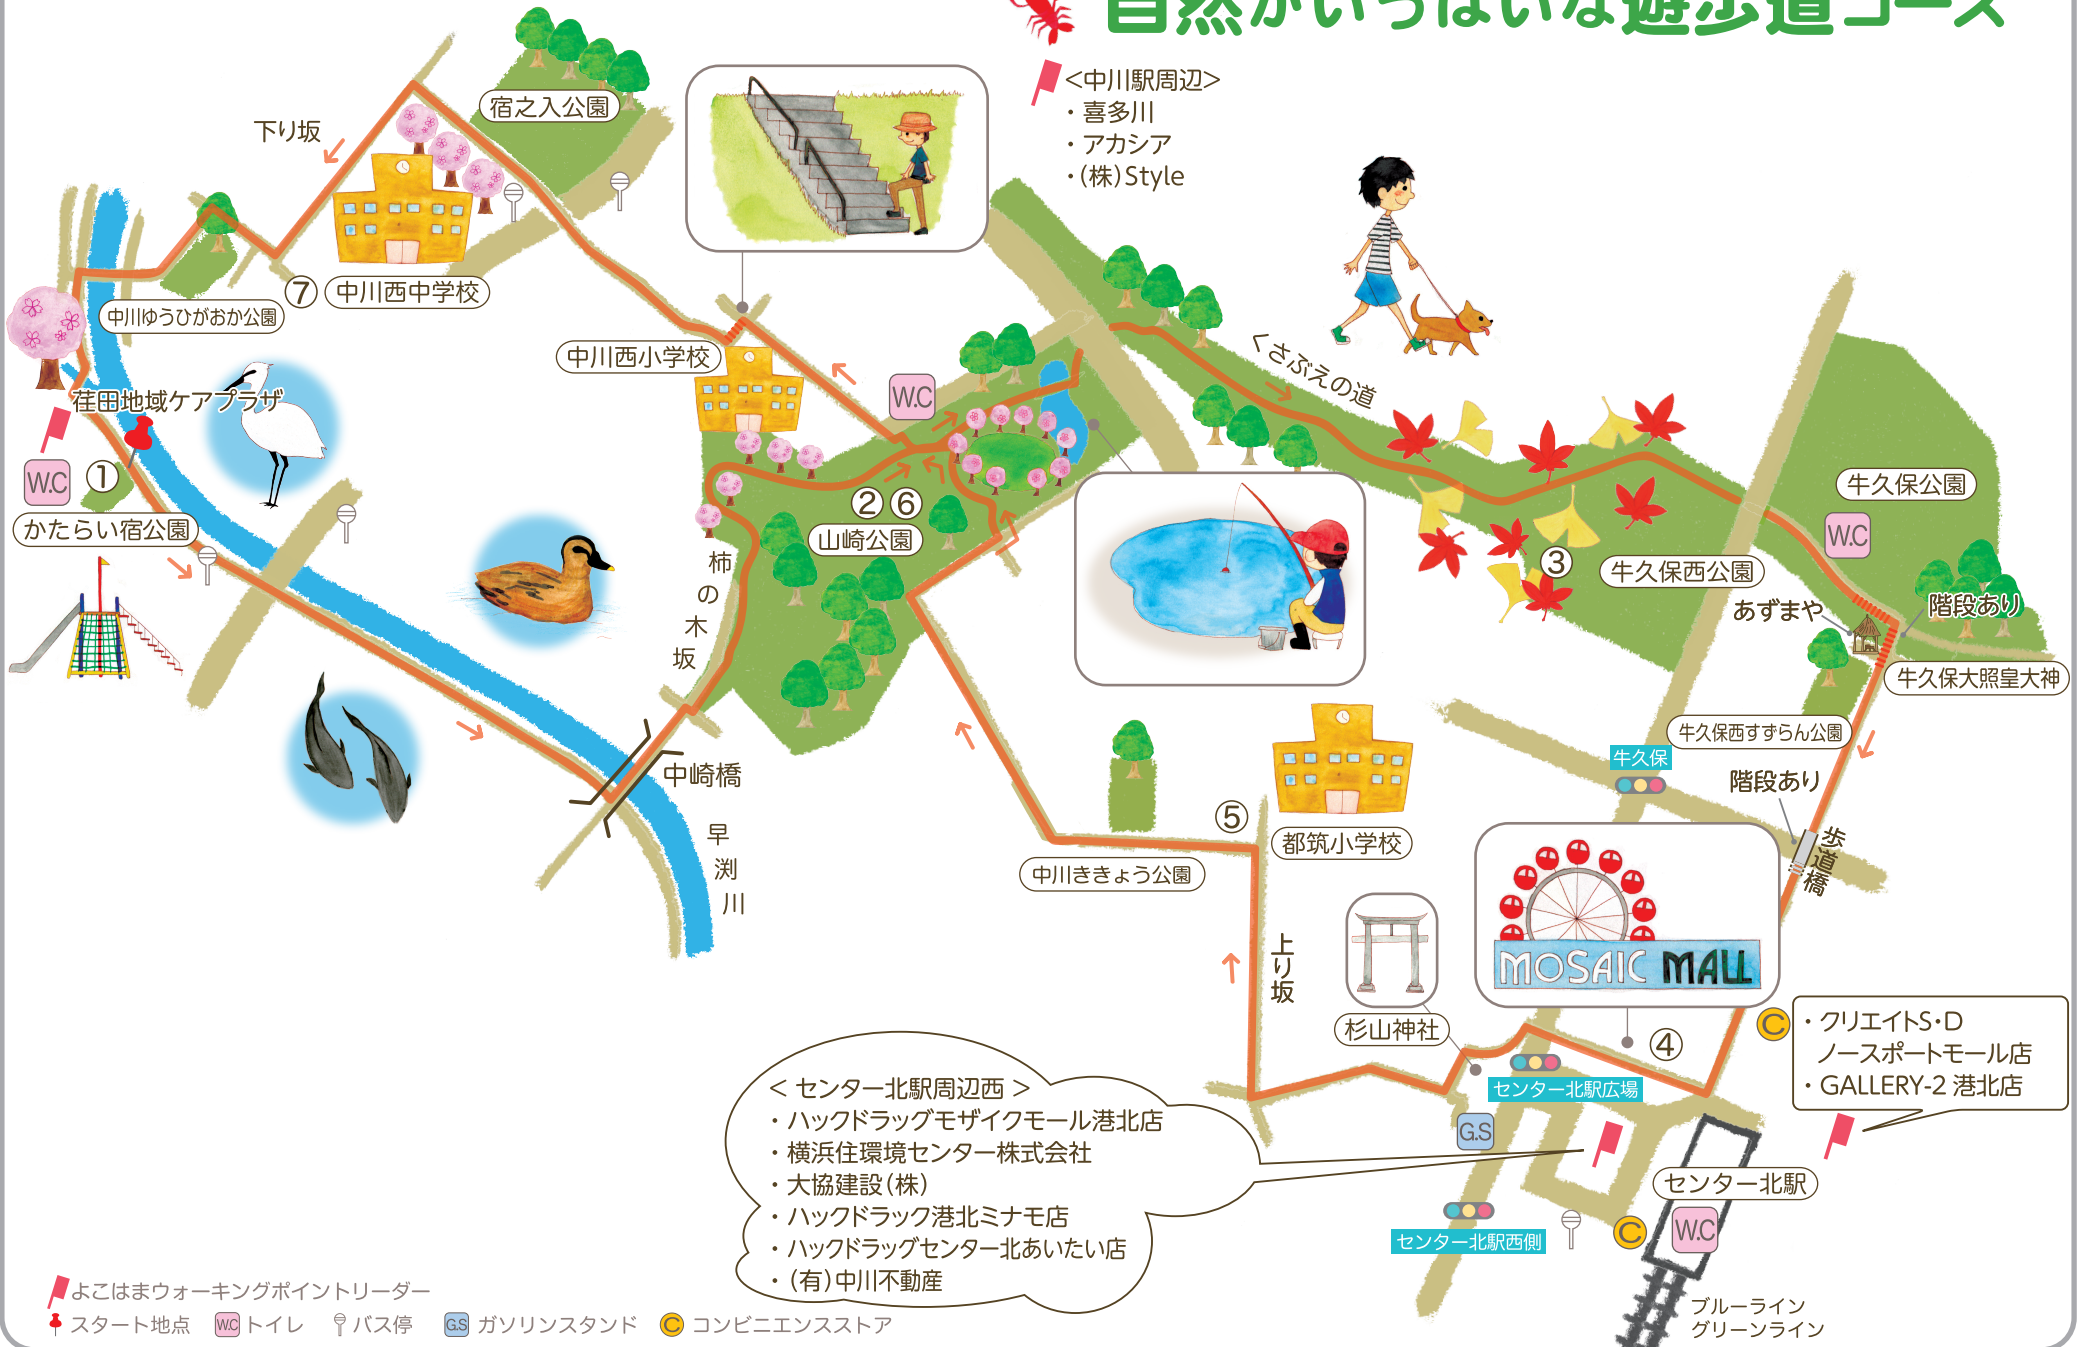 自然がいっぱいな遊歩道コース
<中川駅周辺>
・喜多川
・アカシア
・(株)Style
宿之入公園
下り坂
⑦
中川西中学校
中川ゆうひがおか公園
中川西小学校
W.C
くさぶえの道
荏田地域ケアプラザ
W.C
①
かたらい宿公園
②⑥
山崎公園
柿の木坂
牛久保公園
W.C
③
牛久保西公園
あずまや
階段あり
牛久保大照皇大神
牛久保西すずらん公園
牛久保
階段あり
歩道橋
中崎橋
早渕川
⑤
都筑小学校
中川ききょう公園
上り坂
MOSAIC MALL
杉山神社
④
C
・クリエイトS・D
ノースポートモール店
・GALLERY-2 港北店
センター北駅広場
G.S
< センター北駅周辺西 >
・ハックドラッグモザイクモール港北店
・横浜住環境センター株式会社
・大協建設(株)
・ハックドラック港北ミナモ店
・ハックドラッグセンター北あいたい店
・(有)中川不動産
センター北駅
W.C
センター北駅西側
C
ブルーライン
グリーンライン
よこはまウォーキングポイントリーダー
スタート地点 W.C トイレ バス停 G.S ガソリンスタンド C コンビニエンスストア